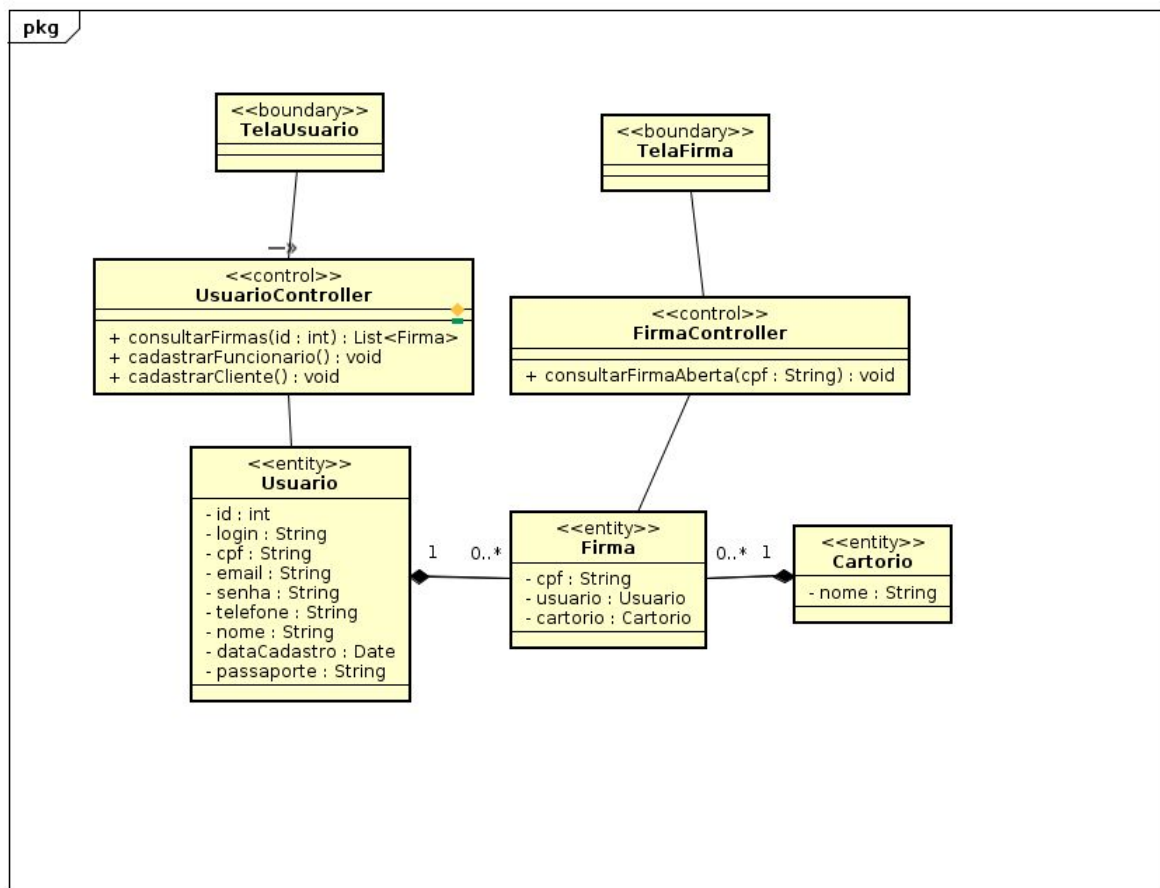 pkg
<<boundary>>
TelaUsuario
<<boundary>>
TelaFirma
<<control>>
UsuarioController
+ consultarFirmas(id : int) : List<Firma>
+ cadastrarFuncionario() : void
+ cadastrarCliente() : void
<<control>>
FirmaController
+ consultarFirmaAberta(cpf : String) : void
<<entity>>
Usuario
- id : int
- login : String
- cpf : String
- email : String
- senha : String
- telefone : String
- nome : String
- dataCadastro : Date
- passaporte : String
1
0..*
<<entity>>
Firma
- cpf : String
- usuario : Usuario
- cartorio : Cartorio
0..*
1
<<entity>>
Cartorio
- nome : String